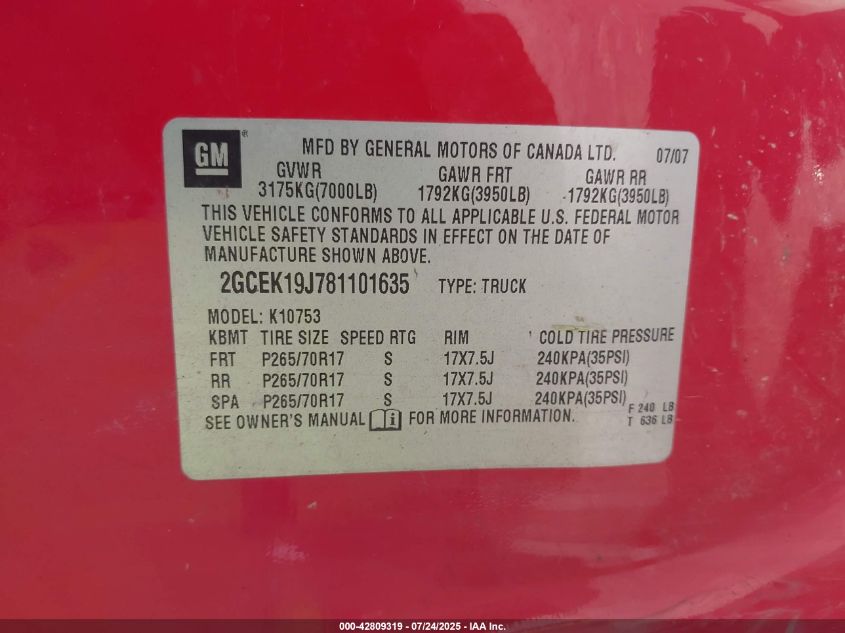 GM®
MFD BY GENERAL MOTORS OF CANADA LTD. 07/07
GVWR GAWR FRT GAWR RR
3175KG(7000LB) 1792KG(3950LB) 1792KG(3950LB)
THIS VEHICLE CONFORMS TO ALL APPLICABLE U.S. FEDERAL MOTOR
VEHICLE SAFETY STANDARDS IN EFFECT ON THE DATE OF
MANUFACTURE SHOWN ABOVE.
2GCEK19J781101635 TYPE: TRUCK
MODEL: K10753
KBMT TIRE SIZE SPEED RTG RIM COLD TIRE PRESSURE
FRT P265/70R17 S 17X7.5J 240KPA(35PSI)
RR P265/70R17 S 17X7.5J 240KPA(35PSI)
SPA P265/70R17 S 17X7.5J 240KPA(35PSI)
F 240 LB
SEE OWNER'S MANUAL FOR MORE INFORMATION. T 636 LB
000-42809319 - 07/24/2025 - IAA Inc.